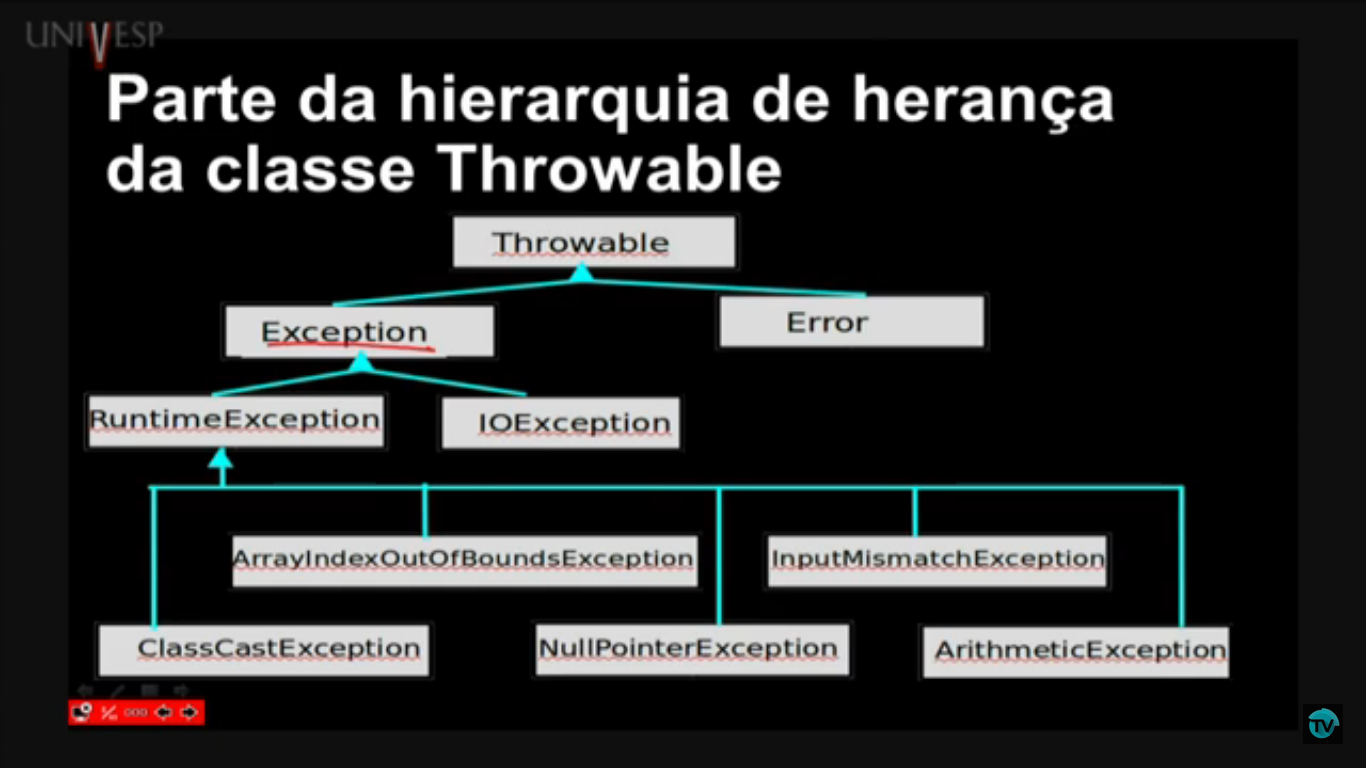 UNIVESP
Parte da hierarquia de herança
da classe Throwable
Throwable
Exception
Error
RuntimeException
IOException
ArrayIndexOutOfBoundsException
InputMismatchException
ClassCastException
NullPointerException
ArithmeticException
TV